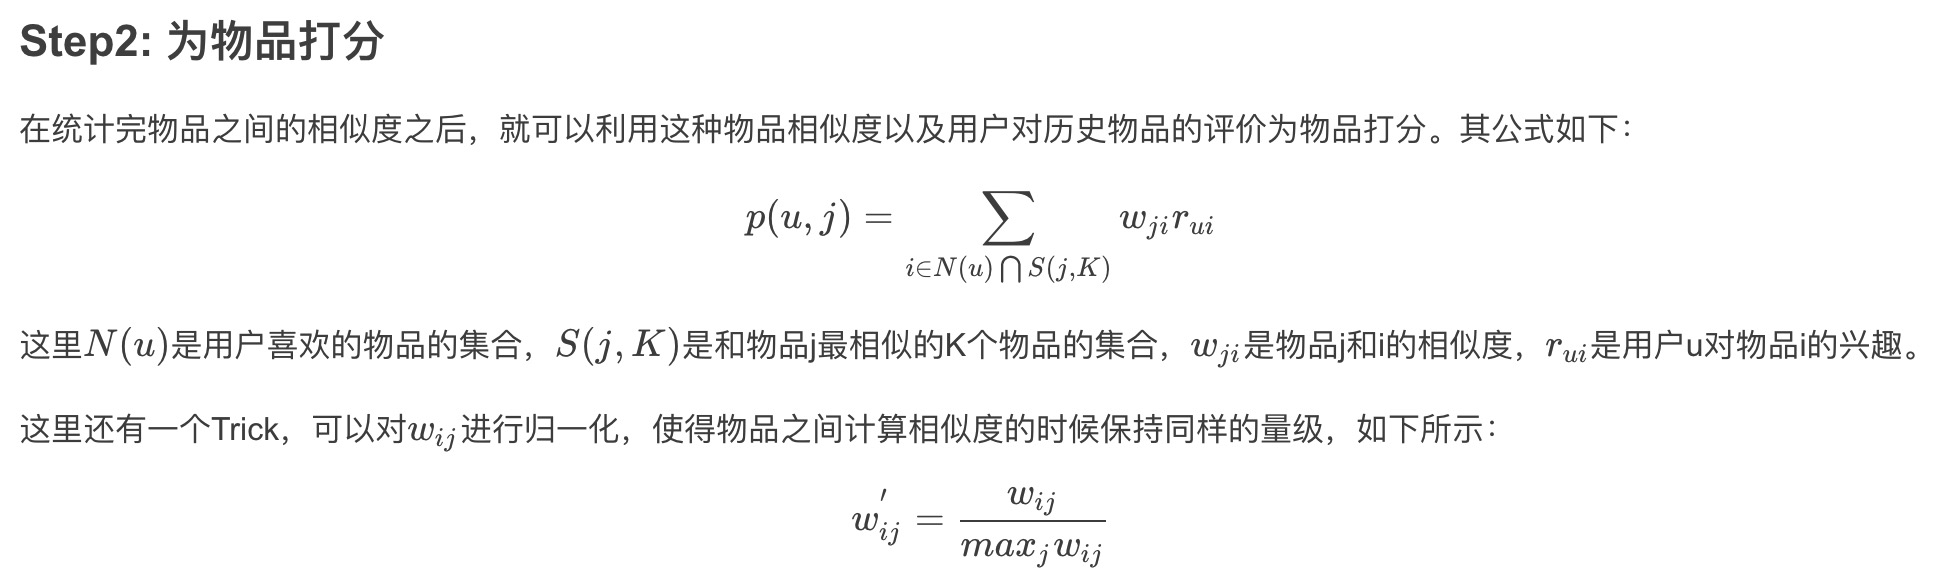 Step2: 为物品打分
在统计完物品之间的相似度之后，就可以利用这种物品相似度以及用户对历史物品的评价为物品打分。其公式如下：
$$p(u,j) = \sum_{i \in N(u) \bigcap S(j,K)} w_{ji} r_{ui}$$
这里$N(u)$是用户喜欢的物品的集合，$S(j,K)$是和物品j最相似的K个物品的集合，$w_{ji}$是物品j和i的相似度，$r_{ui}$是用户u对物品i的兴趣。
这里还有一个Trick，可以对$w_{ij}$进行归一化，使得物品之间计算相似度的时候保持同样的量级，如下所示：
$$w_{ij}^{'} = \frac{w_{ij}}{max_j w_{ij}}$$